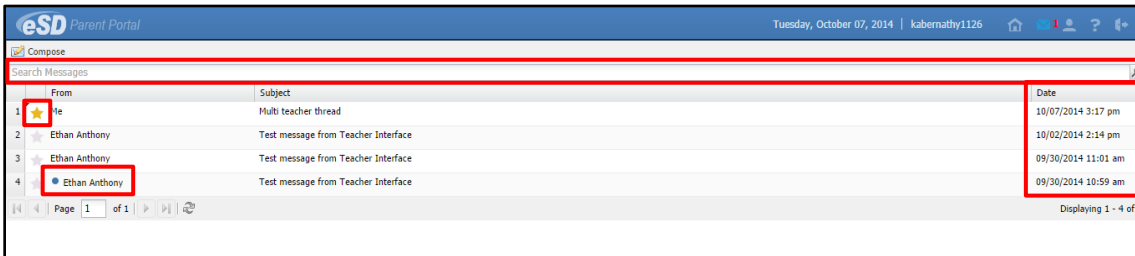 eSD Parent Portal Tuesday, October 07, 2014 | kabernathy1126 1 ?
Compose
Search Messages
From Subject Date
1 Me Multi teacher thread 10/07/2014 3:17 pm
2 Ethan Anthony Test message from Teacher Interface 10/02/2014 2:14 pm
3 Ethan Anthony Test message from Teacher Interface 09/30/2014 11:01 am
4 Ethan Anthony Test message from Teacher Interface 09/30/2014 10:59 am
Page 1 of 1 Displaying 1 - 4 of